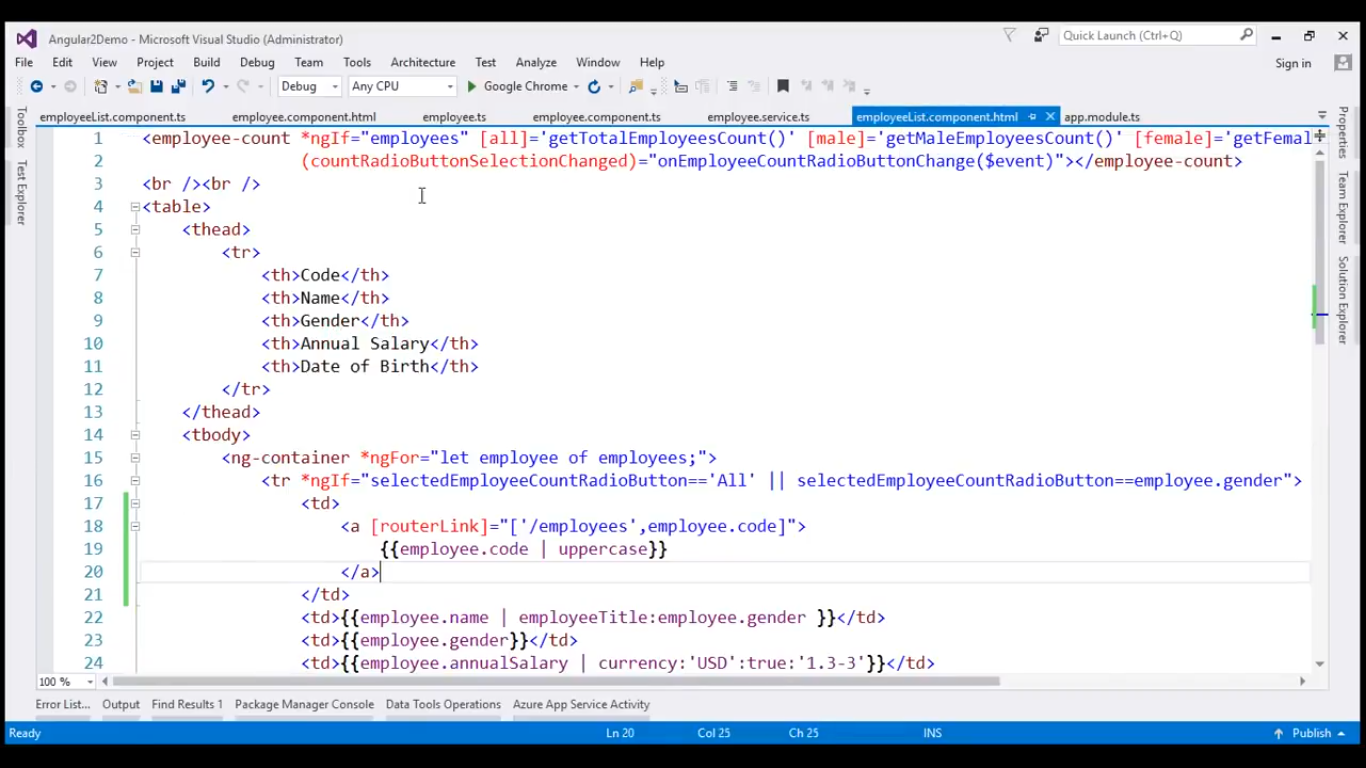 Angular2Demo - Microsoft Visual Studio (Administrator)
Quick Launch (Ctrl+Q)
File Edit View Project Build Debug Team Tools Architecture Test Analyze Window Help
Sign in
Debug Any CPU Google Chrome
employeeList.component.ts employee.component.html employee.ts employee.component.ts employee.service.ts employeeList.component.html app.module.ts
Toolbox
Test Explorer
1 <employee-count *ngIf="employees" [all]='getTotalEmployeesCount()' [male]='getMaleEmployeesCount()' [female]='getFemal
2 (countRadioButtonSelectionChanged)="onEmployeeCountRadioButtonChange($event)"></employee-count>
3 <br /><br />
4 <table>
5 <thead>
6 <tr>
7 <th>Code</th>
8 <th>Name</th>
9 <th>Gender</th>
10 <th>Annual Salary</th>
11 <th>Date of Birth</th>
12 </tr>
13 </thead>
14 <tbody>
15 <ng-container *ngFor="let employee of employees;">
16 <tr *ngIf="selectedEmployeeCountRadioButton=='All' || selectedEmployeeCountRadioButton==employee.gender">
17 <td>
18 <a [routerLink]="['/employees',employee.code]">
19 {{employee.code | uppercase}}
20 </a>
21 </td>
22 <td>{{employee.name | employeeTitle:employee.gender }}</td>
23 <td>{{employee.gender}}</td>
24 <td>{{employee.annualSalary | currency:'USD':true:'1.3-3'}}</td>
Properties
Team Explorer
Solution Explorer
100 %
Error List... Output Find Results 1 Package Manager Console Data Tools Operations Azure App Service Activity
Ready Ln 20 Col 25 Ch 25 INS Publish